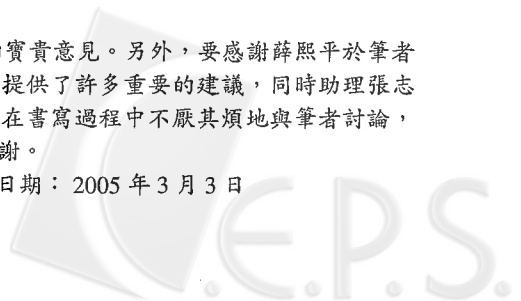 寶貴意見。另外，要感謝薛熙平於筆者
提供了許多重要的建議，同時助理張志
在書寫過程中不厭其煩地與筆者討論，
謝。
日期：2005 年 3 月 3 日
C.E.P.S.